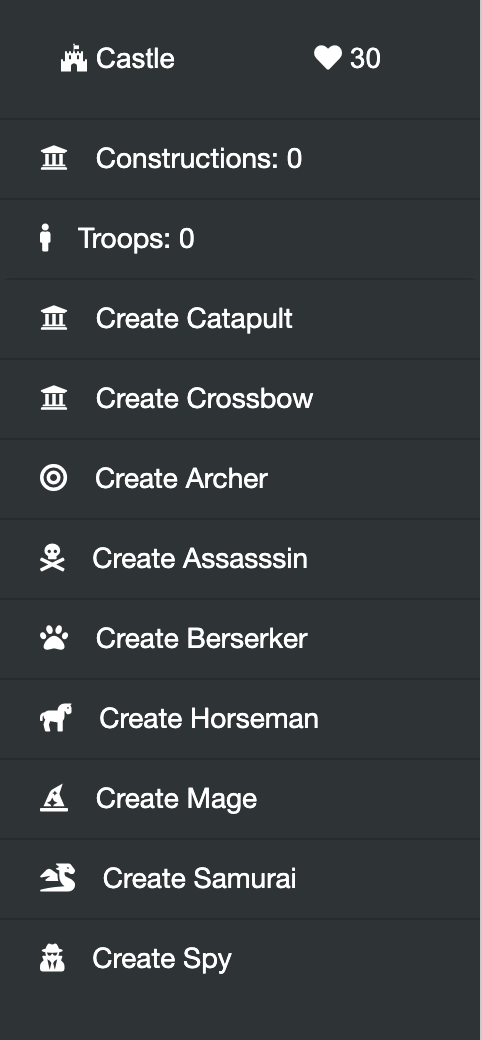 Castle 30
Constructions: 0
Troops: 0
Create Catapult
Create Crossbow
Create Archer
Create Assasssin
Create Berserker
Create Horseman
Create Mage
Create Samurai
Create Spy